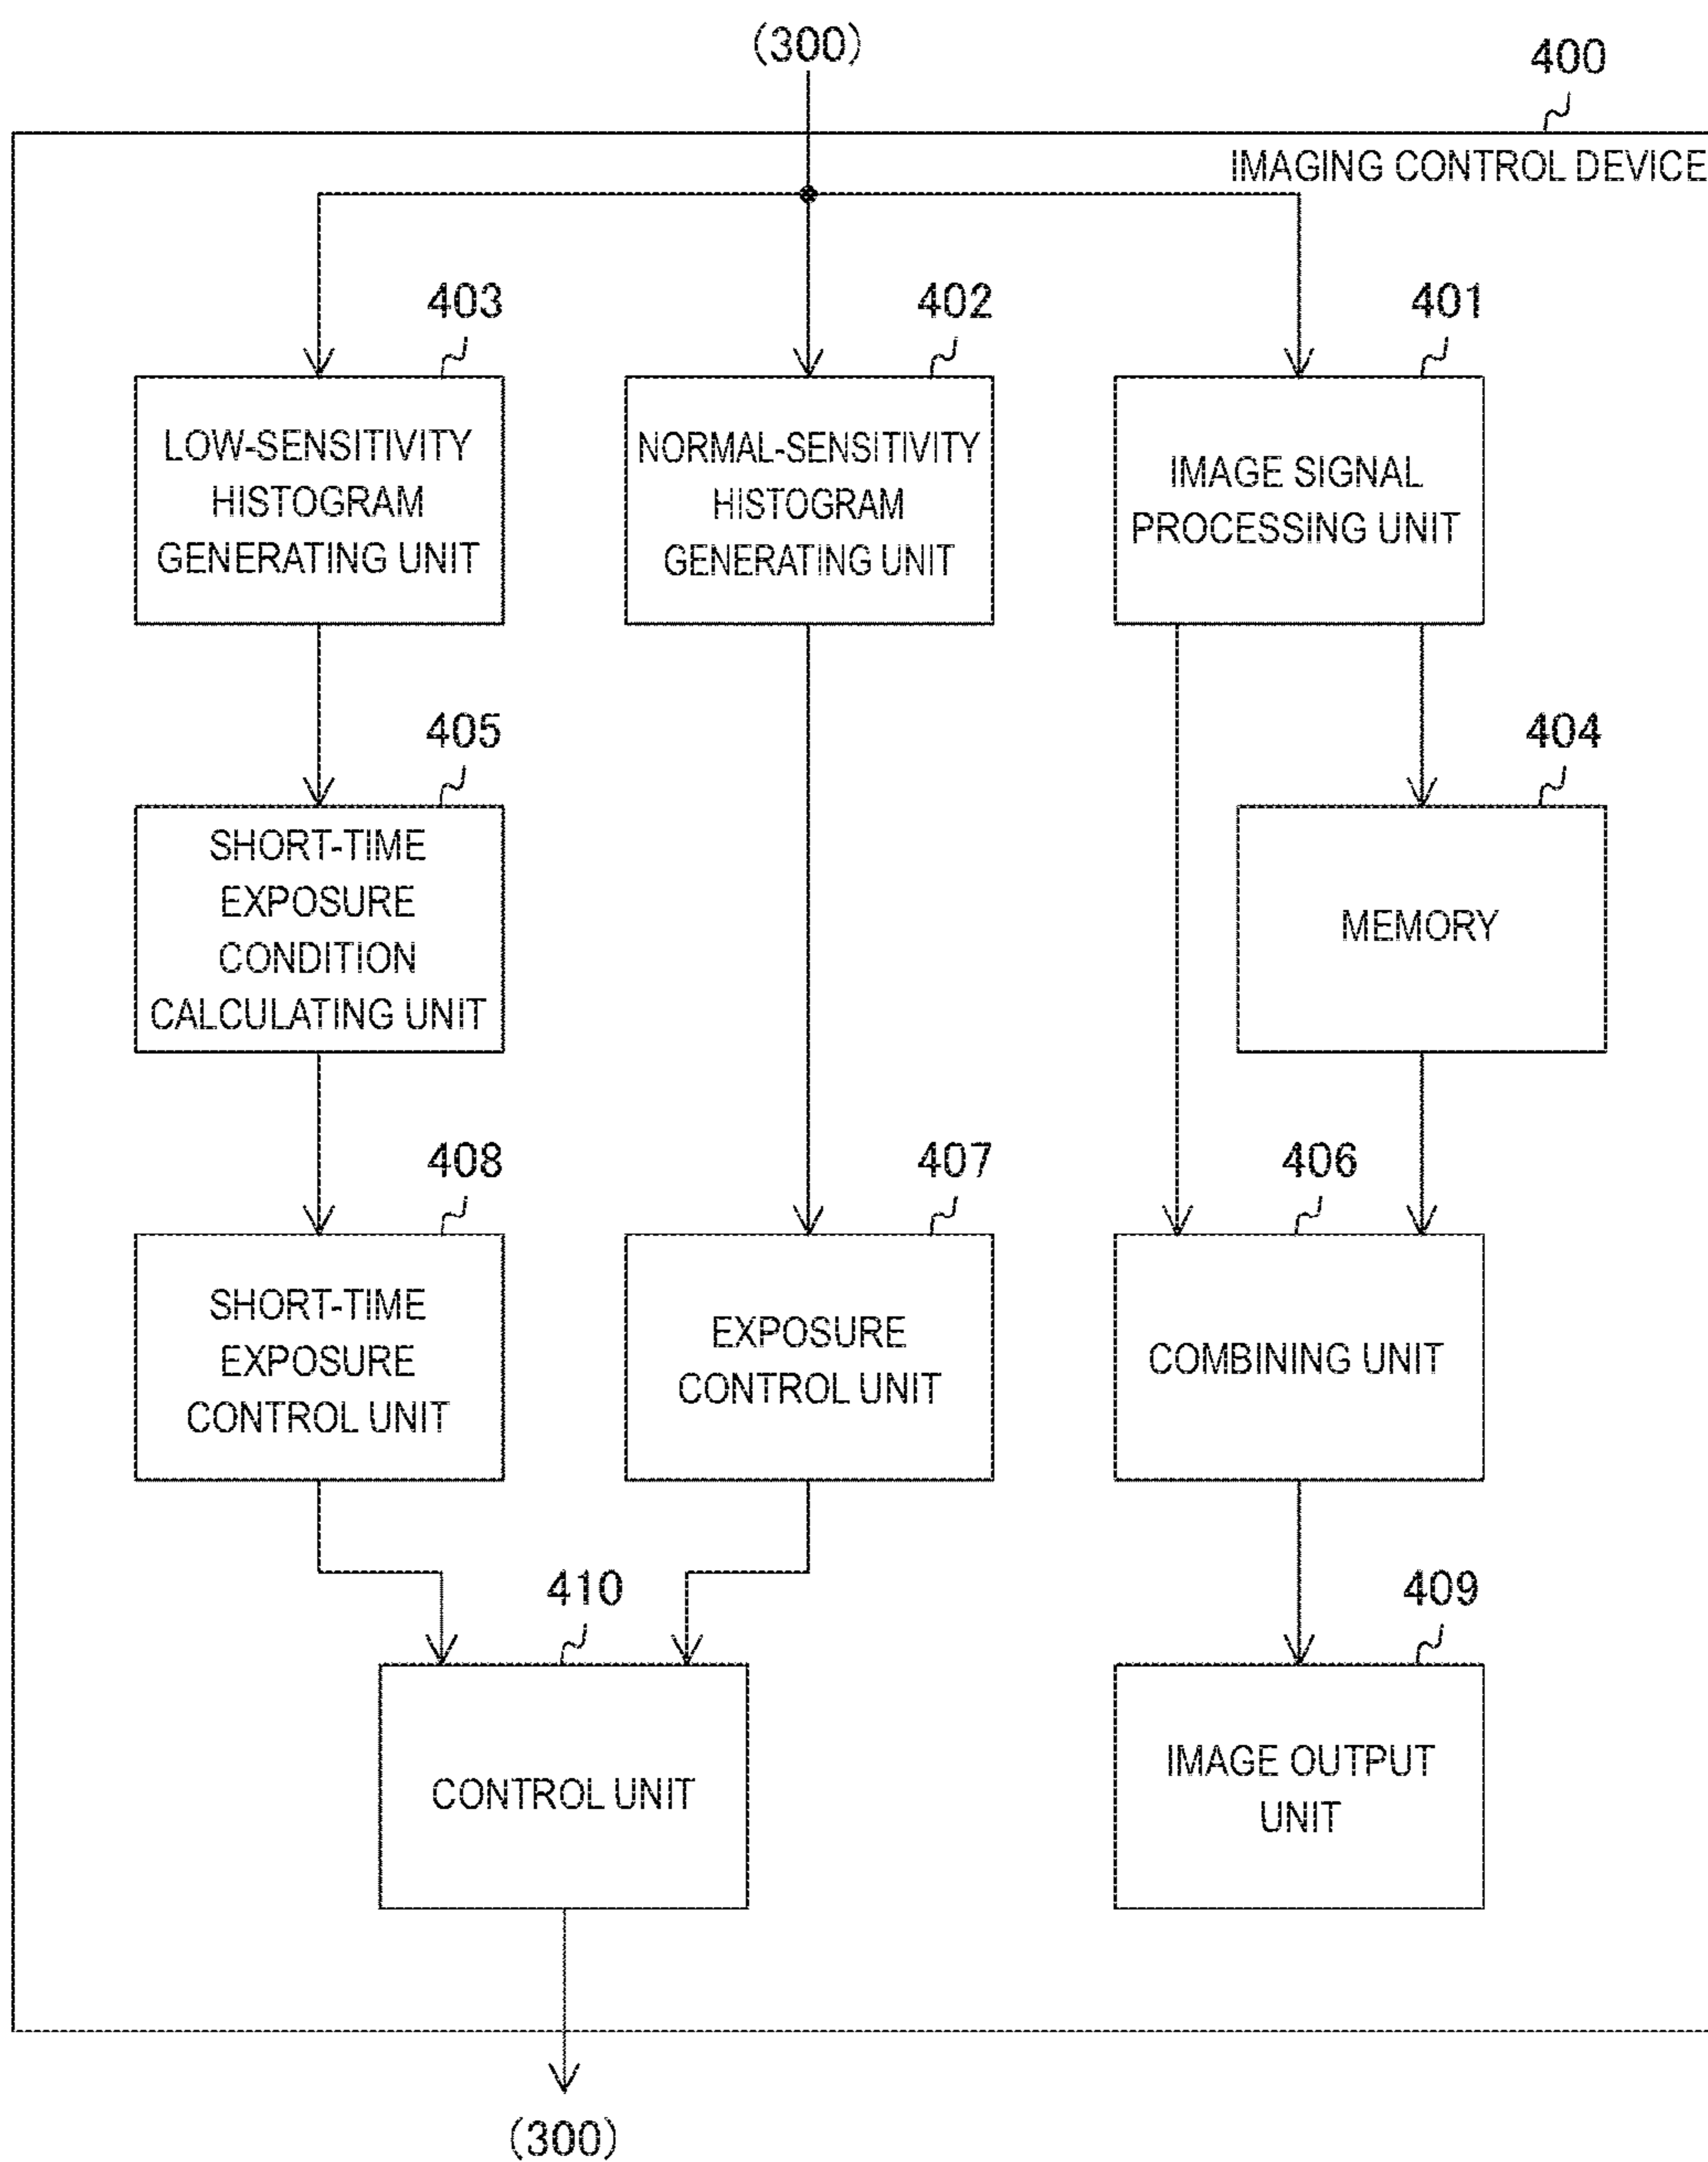 (300)
400
IMAGING CONTROL DEVICE
403
402
401
LOW-SENSITIVITY
HISTOGRAM
GENERATING UNIT
NORMAL-SENSITIVITY
HISTOGRAM
GENERATING UNIT
IMAGE SIGNAL
PROCESSING UNIT
405
404
SHORT-TIME
EXPOSURE
CONDITION
CALCULATING UNIT
MEMORY
408
407
406
SHORT-TIME
EXPOSURE
CONTROL UNIT
EXPOSURE
CONTROL UNIT
COMBINING UNIT
410
409
CONTROL UNIT
IMAGE OUTPUT
UNIT
(300)